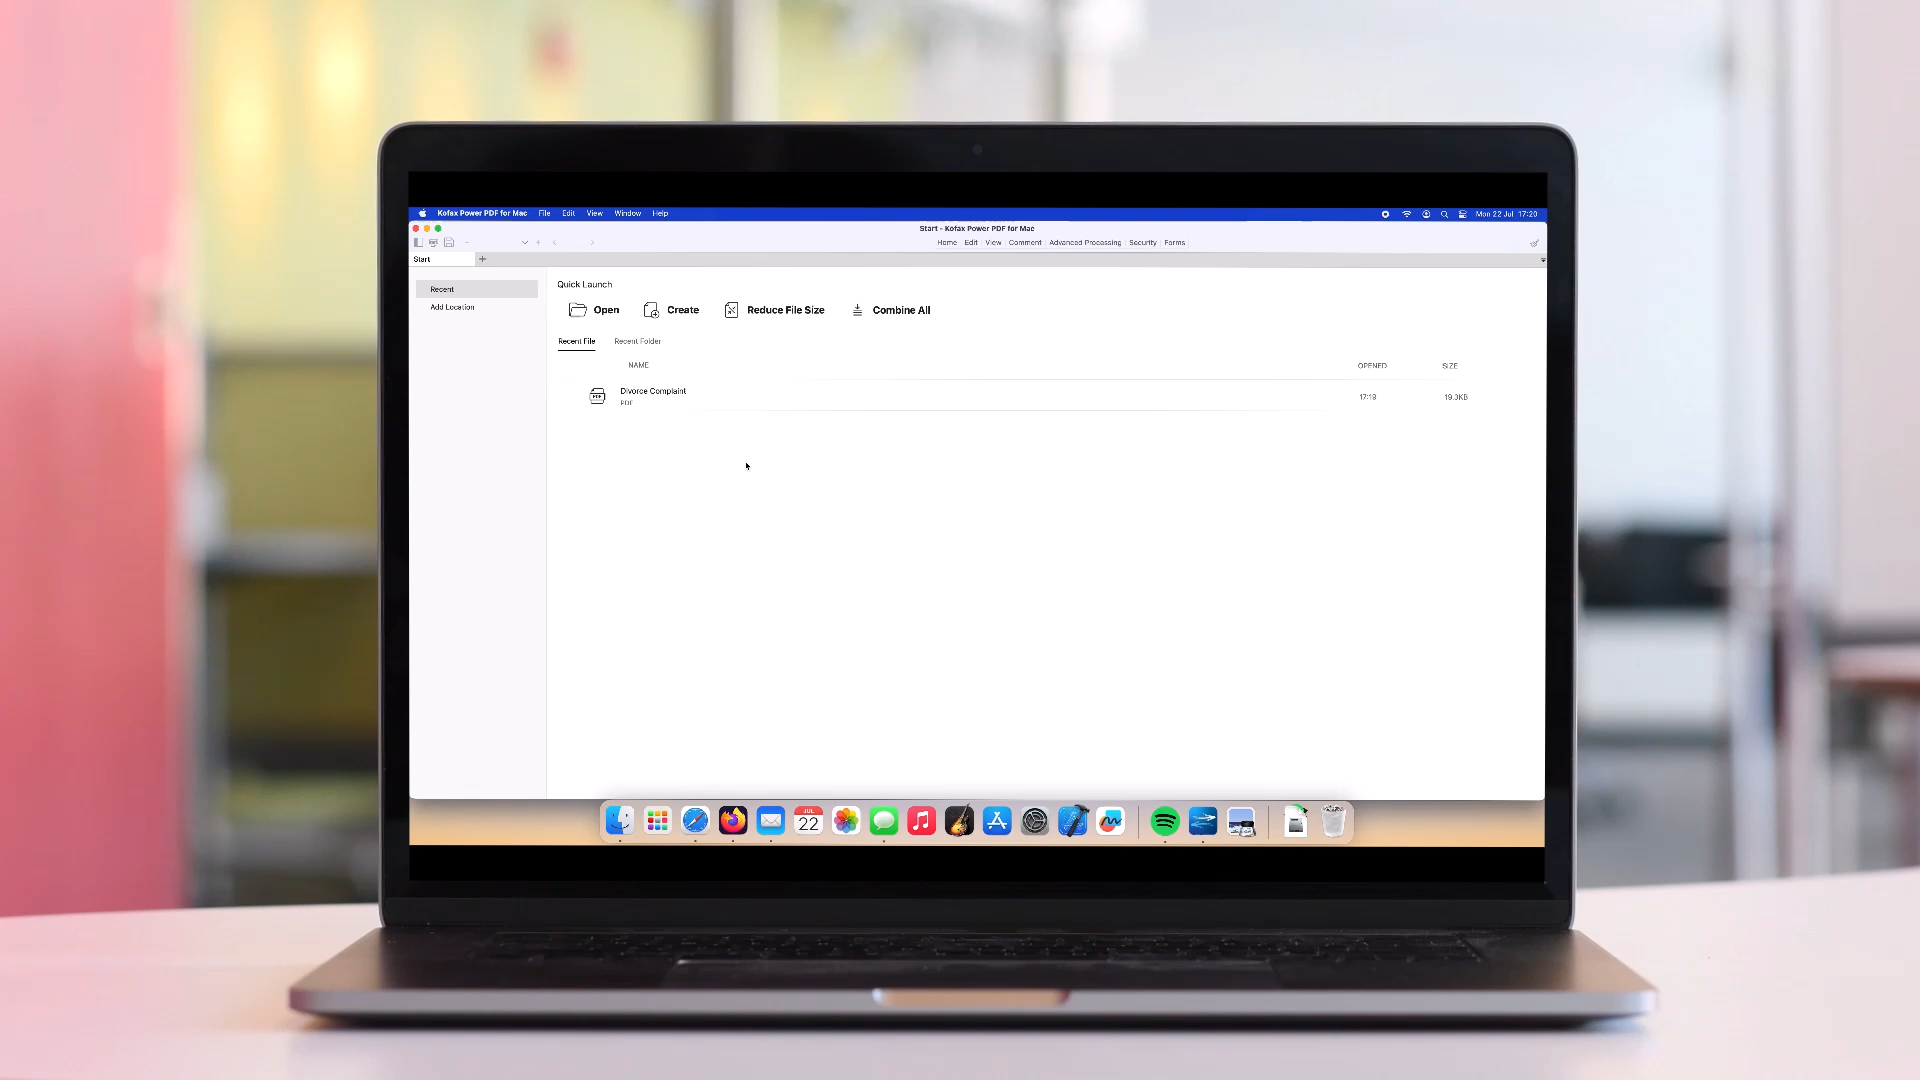 Kofax Power PDF for Mac File Edit View Window Help Mon 22 Jul 17:20
Start - Kofax Power PDF for Mac
Home Edit View Comment Advanced Processing Security Forms
Start
Recent
Add Location
Quick Launch
Open Create Reduce File Size Combine All
Recent File Recent Folder
NAME OPENED SIZE
Divorce Complaint
PDF
PDF 17:19 19.3KB
JUL
22